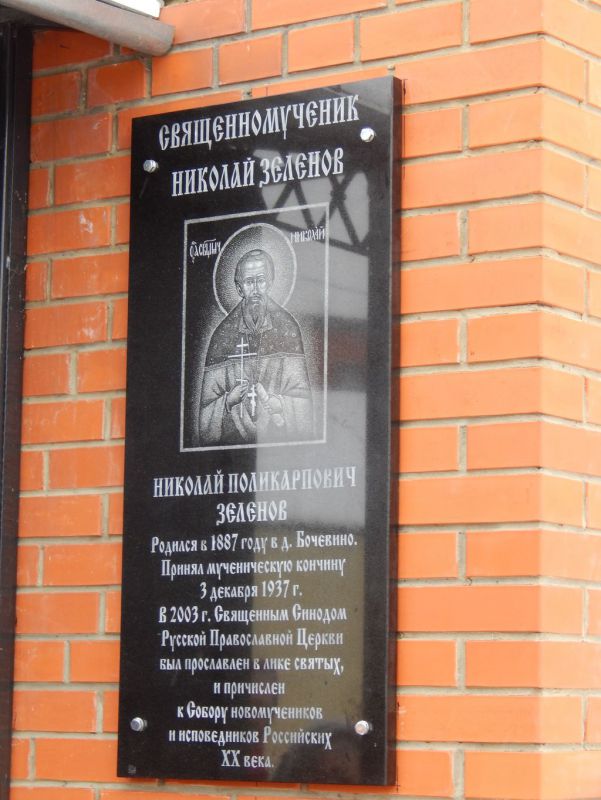 СВЯЩЕННОМУЧЕНИК
НИКОЛАЙ ЗЕЛЕНОВ
НИКОЛАЙ
НИКОЛАЙ ПОЛИКАРПОВИЧ
ЗЕЛЕНОВ
Родился в 1887 году в д. Бочевино.
Принял мученическую кончину
3 декабря 1937 г.
В 2003 г. Священным Синодом
Русской Православной Церкви
был прославлен в лике святых,
и причислен
к Собору новомучеников
и исповедников Российских
XX века.